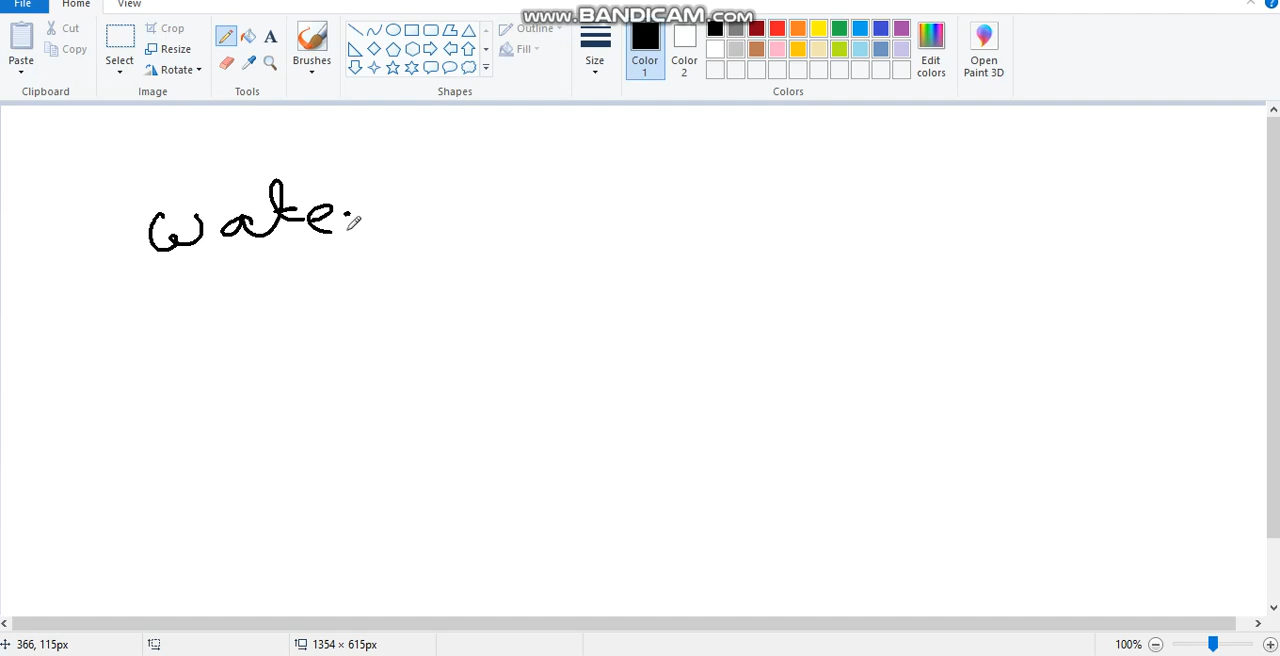 www.BANDICAM.com
File Home View
Paste
Cut
Copy
Clipboard
Select
Crop
Resize
Rotate
Image
A
Tools
Brushes
Outline
Fill
Shapes
Size
Color 1
Color 2
Edit colors
Colors
Open Paint 3D
wate
366, 115px
1354 × 615px
100%